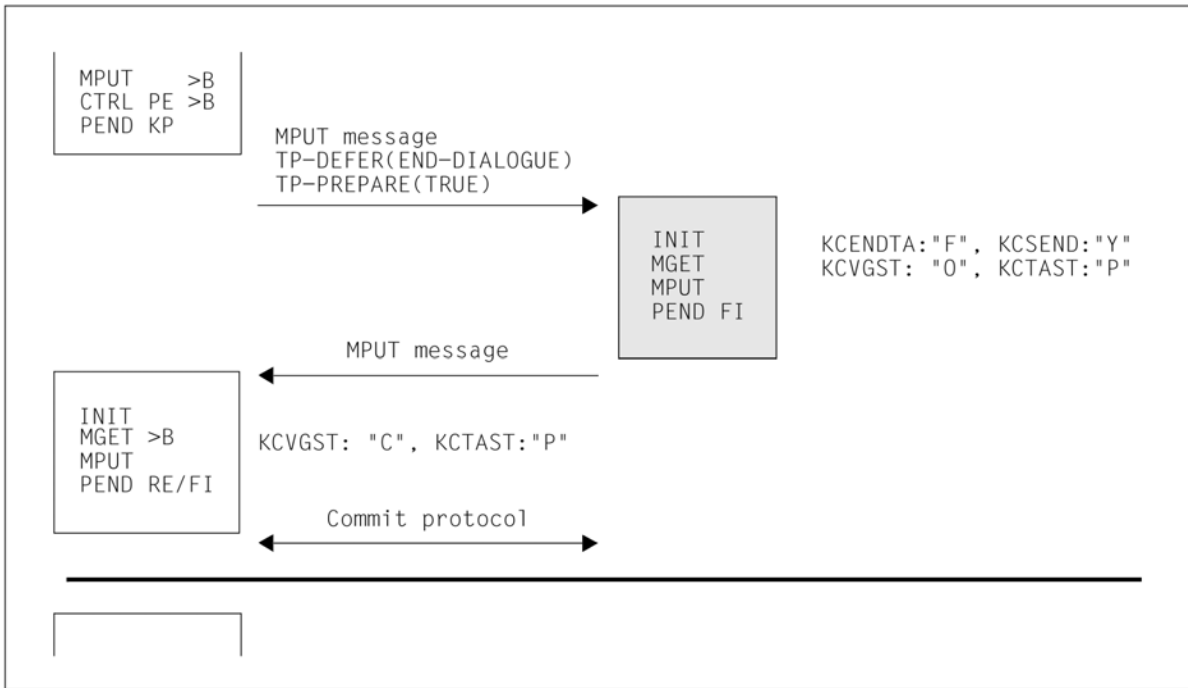 MPUT >B
CTRL PE >B
PEND KP
MPUT message
TP-DEFER(END-DIALOGUE)
TP-PREPARE(TRUE)
INIT
MGET
MPUT
PEND FI
KCENDTA:"F", KCSEND:"Y"
KCVGST: "O", KCTAST:"P"
MPUT message
INIT
MGET >B
MPUT
PEND RE/FI
KCVGST: "C", KCTAST:"P"
Commit protocol